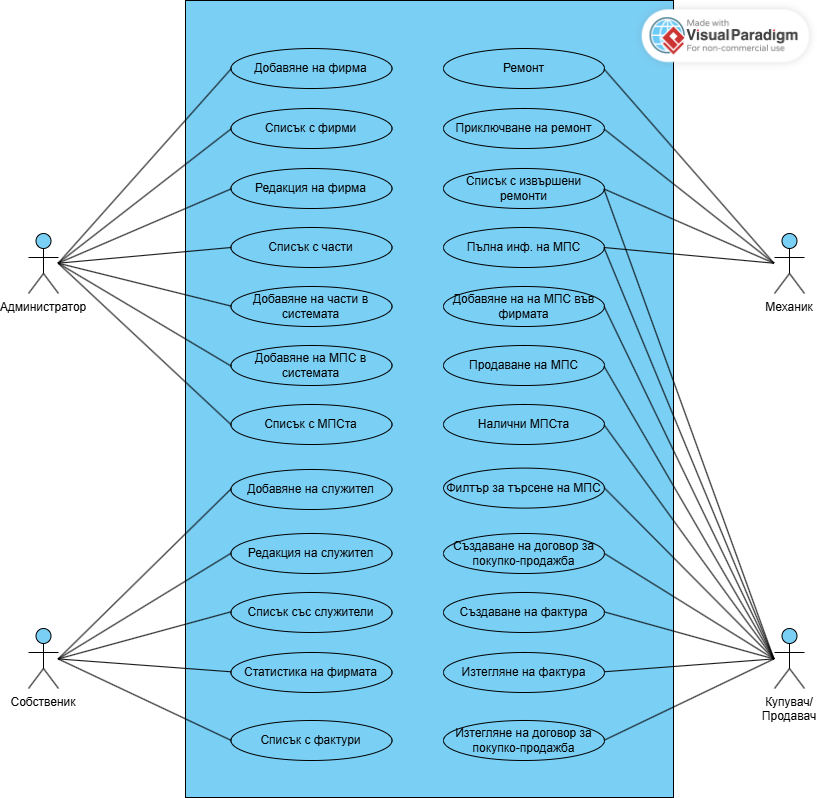 Made with
Visual Paradigm
For non-commercial use
Добавяне на фирма
Списък с фирми
Редакция на фирма
Списък с части
Добавяне на части в
системата
Добавяне на МПС в
системата
Списък с МПСта
Добавяне на служител
Редакция на служител
Списък със служители
Статистика на фирмата
Списък с фактури
Ремонт
Приключване на ремонт
Списък с извършени
ремонти
Пълна инф. на МПС
Добавяне на на МПС във
фирмата
Продаване на МПС
Налични МПСта
Филтър за търсене на МПС
Създаване на договор за
покупко-продажба
Създаване на фактура
Изтегляне на фактура
Изтегляне на договор за
покупко-продажба
Администратор
Собственик
Механик
Купувач/
Продавач